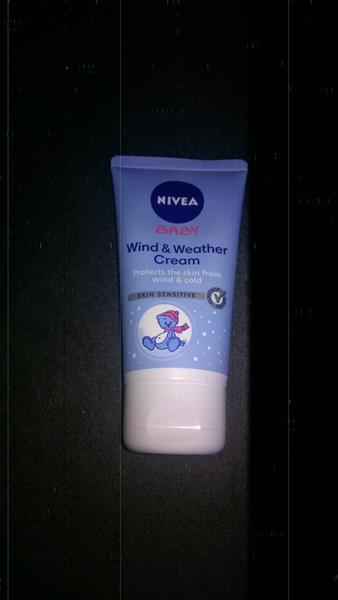 NIVEA
BABY
Wind & Weather
Cream
Protects the skin from
wind & cold
SKIN SENSITIVE